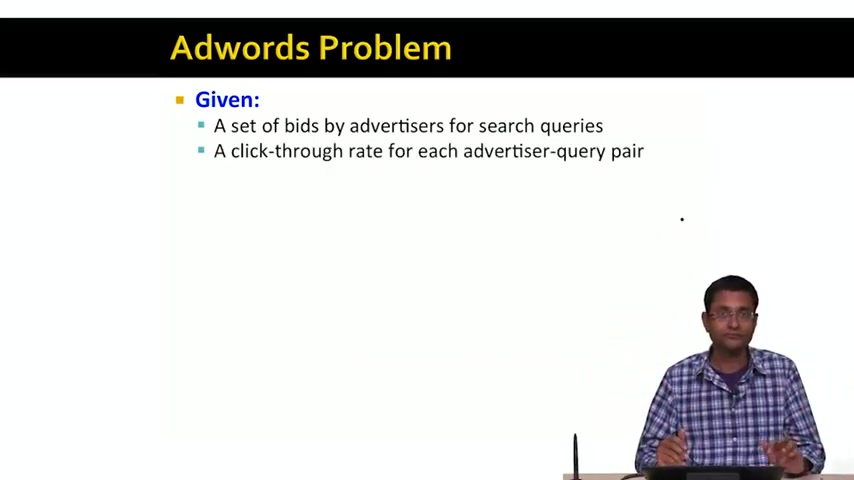 Adwords Problem
Given:
A set of bids by advertisers for search queries
A click-through rate for each advertiser-query pair